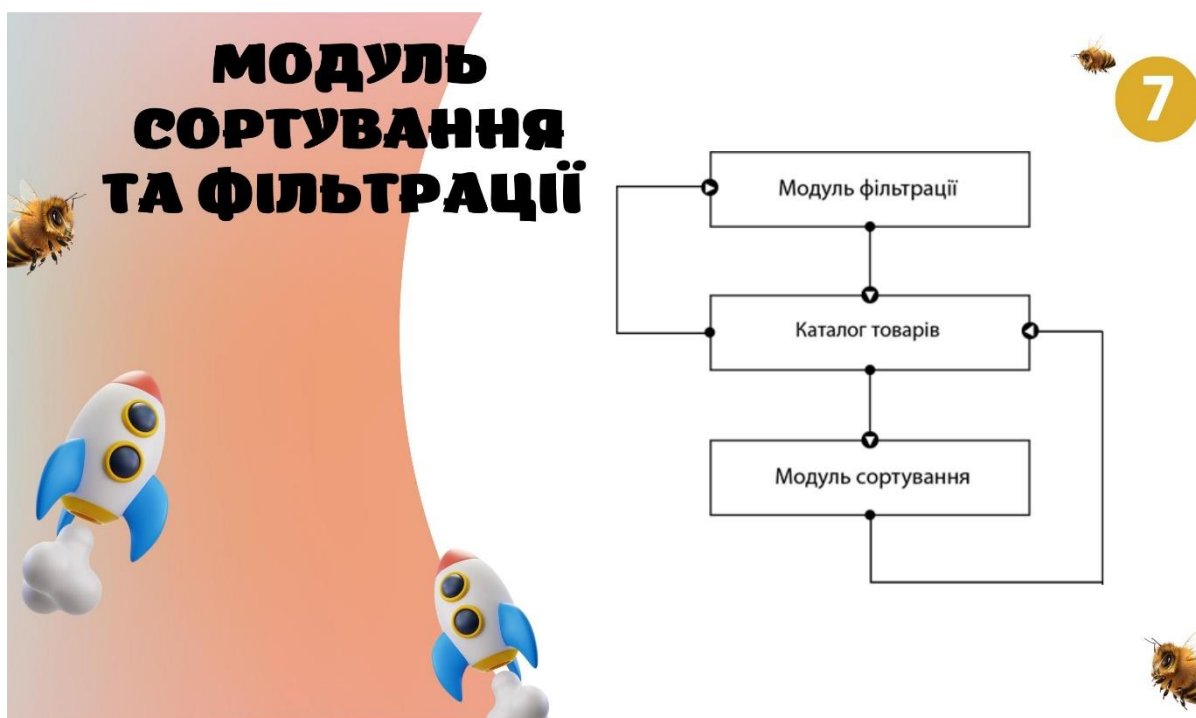 МОДУЛЬ
СОРТУВАННЯ
ТА ФІЛЬТРАЦІЇ
7
Модуль фільтрації
Каталог товарів
Модуль сортування